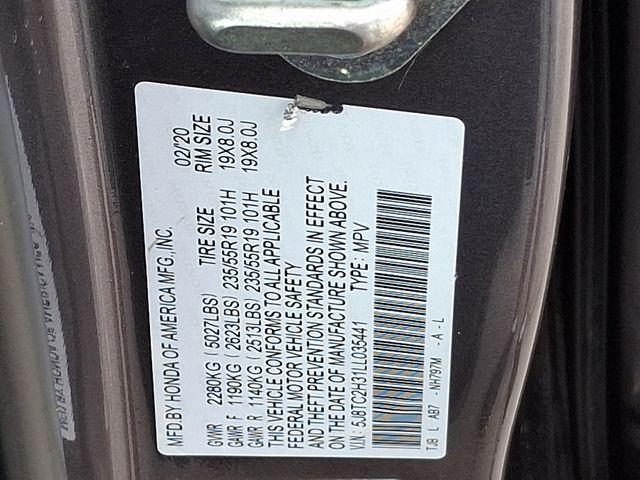 MFD.BY HONDA OF AMERICA MFG., INC. 02/'20
GVWR 2280KG (5027LBS) TIRE SIZE RIM SIZE
GAWR F 1190KG (2623LBS) 235/55R19 101H 19X8.0J
GAWR R 1140KG (2513LBS) 235/55R19 101H 19X8.0J
THIS VEHICLE CONFORMS TO ALL APPLICABLE
FEDERAL MOTOR VEHICLE SAFETY
AND THEFT PREVENTION STANDARDS IN EFFECT
ON THE DATE OF MANUFACTURE SHOWN ABOVE.
V.I.N.: 5J8TC2H31LL035441 TYPE: MPV
TJB L AB7 - NH797M - A - L